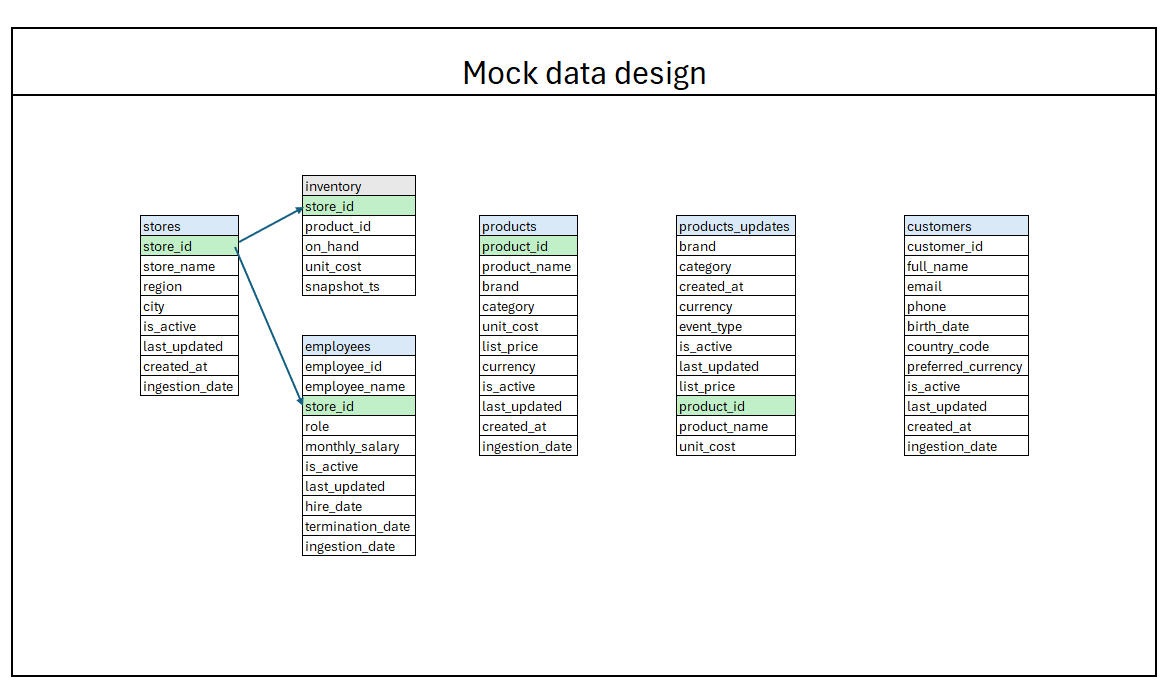 Mock data design
stores
store_id
store_name
region
city
is_active
last_updated
created_at
ingestion_date
inventory
store_id
product_id
on_hand
unit_cost
snapshot_ts
employees
employee_id
employee_name
store_id
role
monthly_salary
is_active
last_updated
hire_date
termination_date
ingestion_date
products
product_id
product_name
brand
category
unit_cost
list_price
currency
is_active
last_updated
created_at
ingestion_date
products_updates
brand
category
created_at
currency
event_type
is_active
last_updated
list_price
product_id
product_name
unit_cost
customers
customer_id
full_name
email
phone
birth_date
country_code
preferred_currency
is_active
last_updated
created_at
ingestion_date